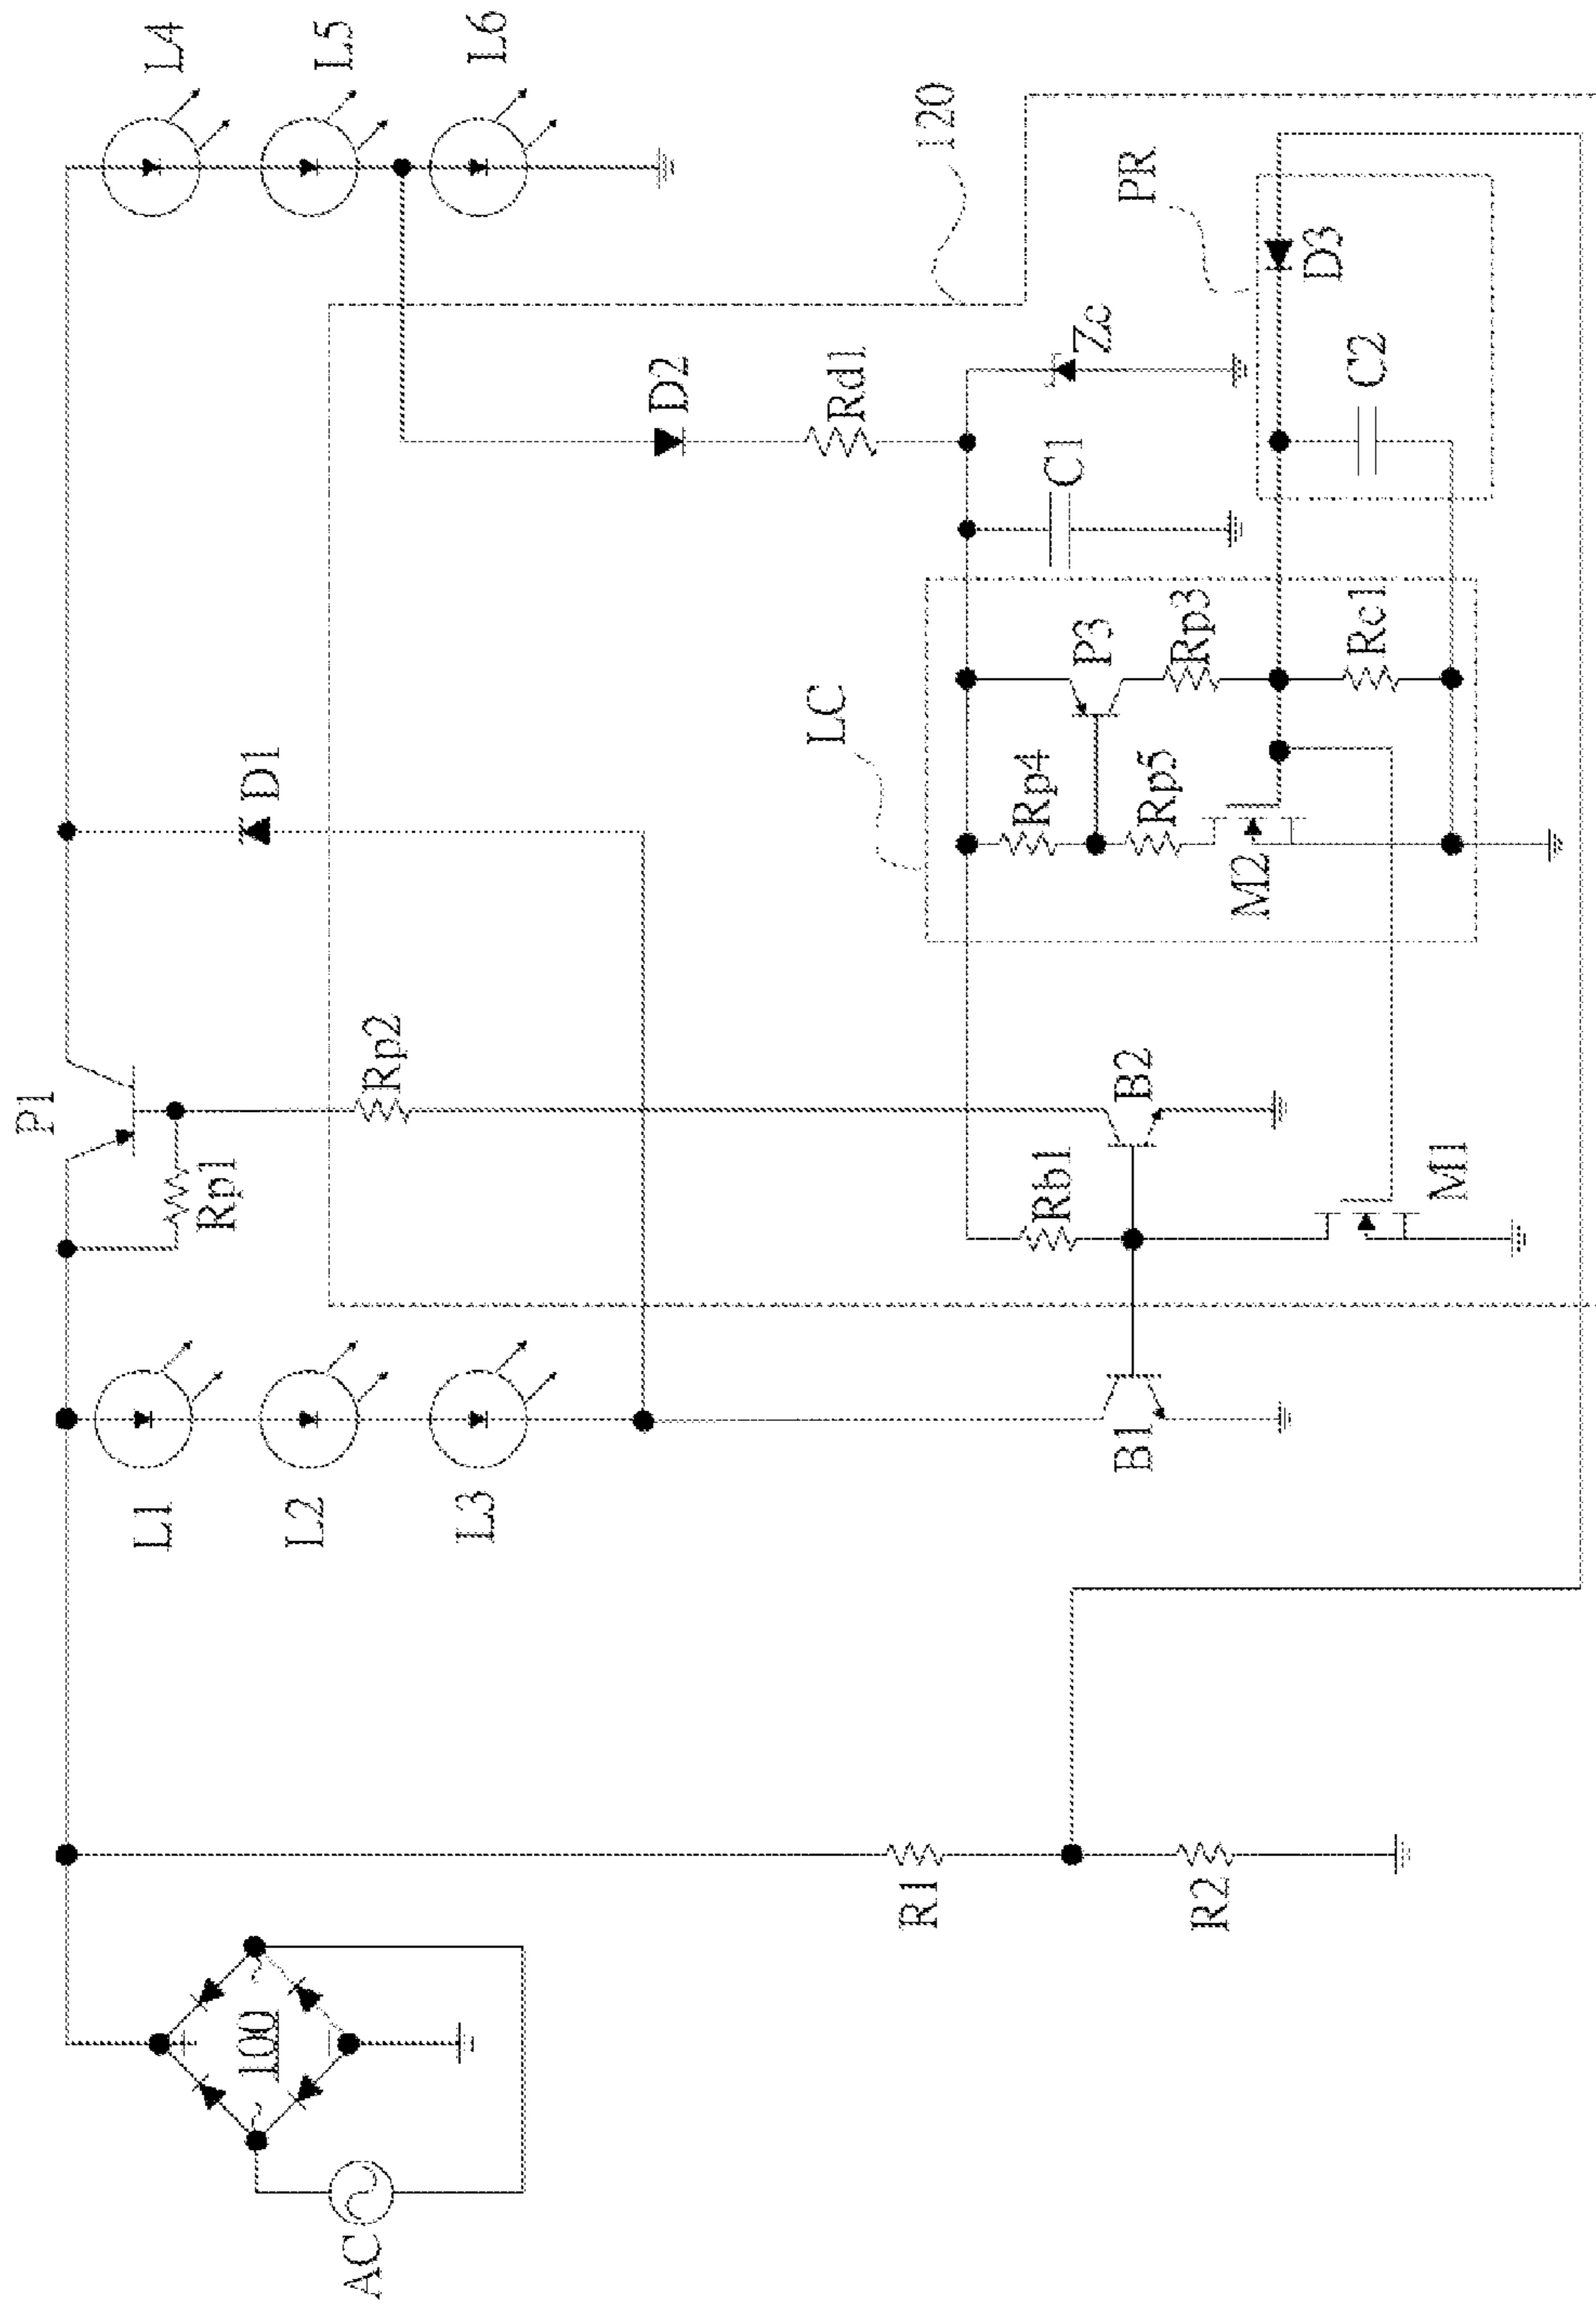 L4
L5
L6
120
PR
D3
D2
Rd1
Zc
C1
C2
D1
LC
P3
Rp3
Rc1
Rp4
Rp5
M2
P1
Rp1
Rp2
B2
Rb1
M1
L1
L2
L3
B1
R1
R2
100
~
~
AC